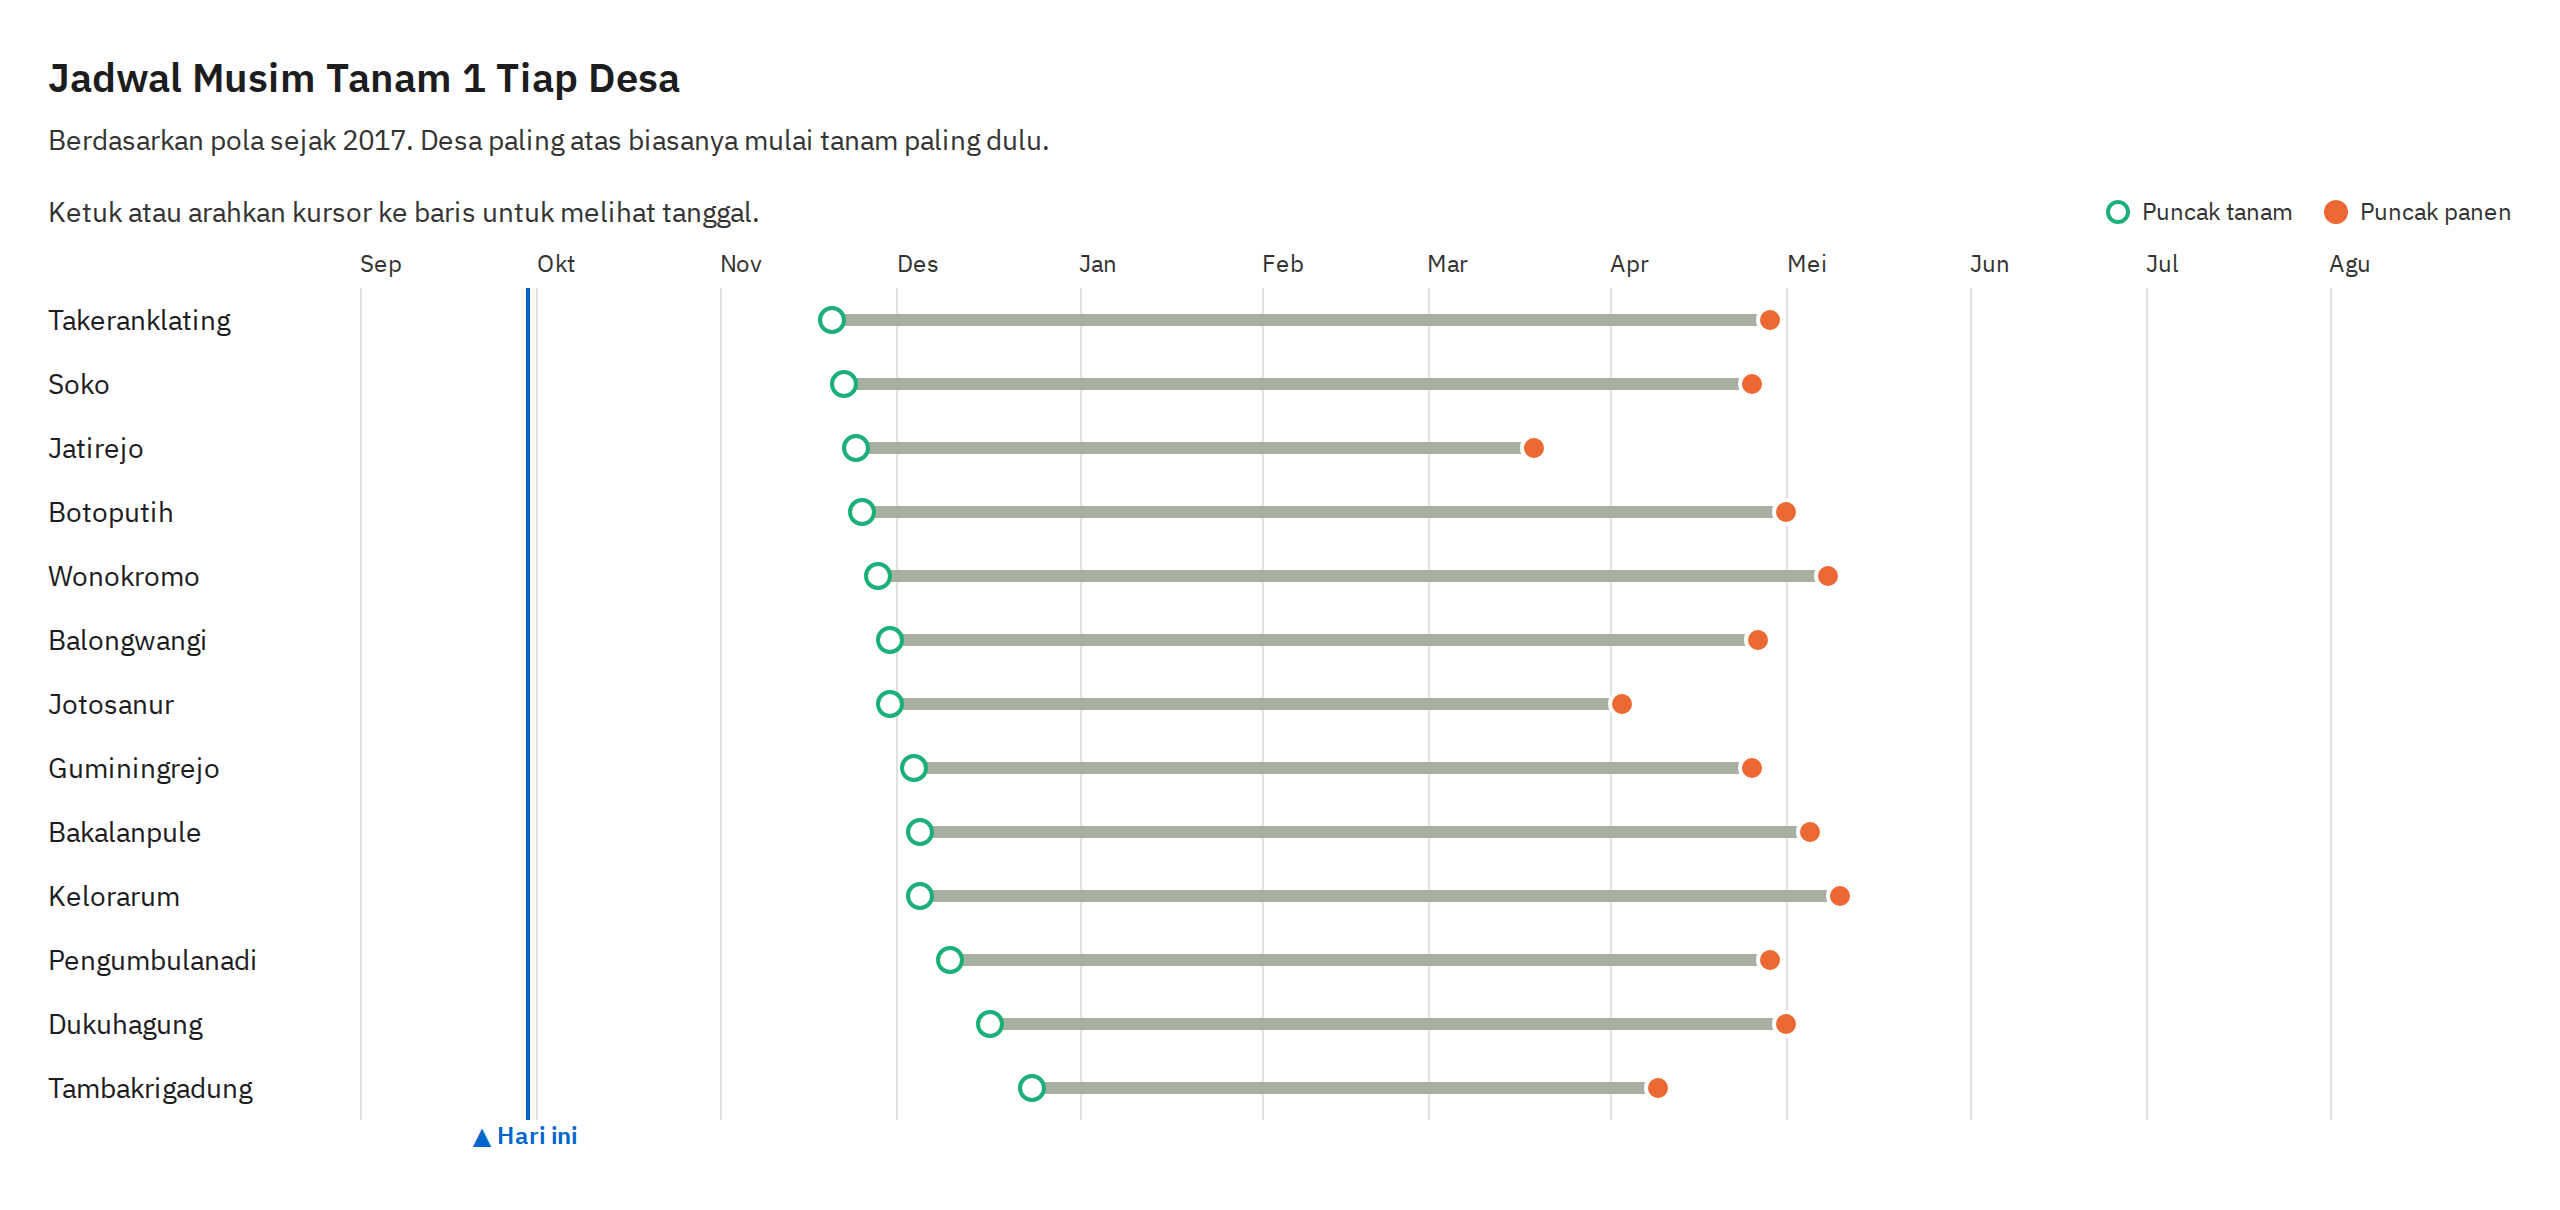 Jadwal Musim Tanam 1 Tiap Desa
Berdasarkan pola sejak 2017. Desa paling atas biasanya mulai tanam paling dulu.
Ketuk atau arahkan kursor ke baris untuk melihat tanggal.
Puncak tanam
Puncak panen
Sep Okt Nov Des Jan Feb Mar Apr Mei Jun Jul Agu
Takeranklating
Soko
Jatirejo
Botoputih
Wonokromo
Balongwangi
Jotosanur
Guminingrejo
Bakalanpule
Kelorarum
Pengumbulanadi
Dukuhagung
Tambakrigadung
▲ Hari ini